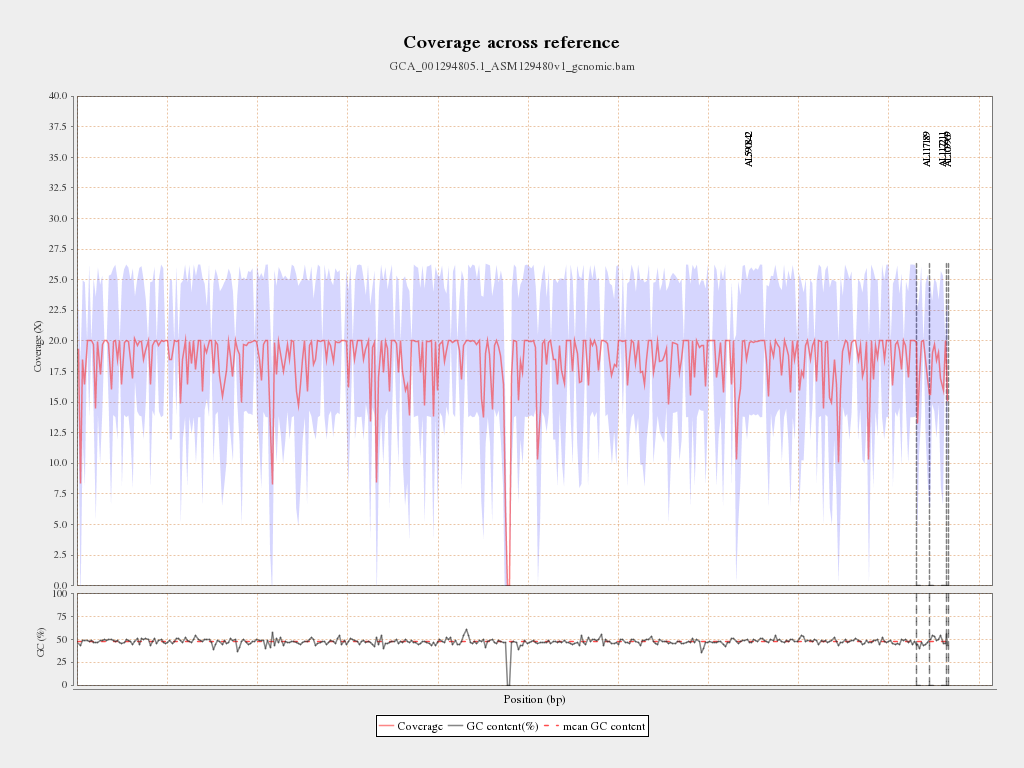 Coverage across reference
GCA_001294805.1_ASM129480v1_genomic.bam
40.0
37.5
35.0
32.5
30.0
27.5
25.0
22.5
20.0
17.5
15.0
12.5
10.0
7.5
5.0
2.5
0.0
Coverage (X)
AL590842
AL117189
AL117211
AL109969
100
75
50
25
0
GC (%)
Position (bp)
Coverage GC content(%) mean GC content